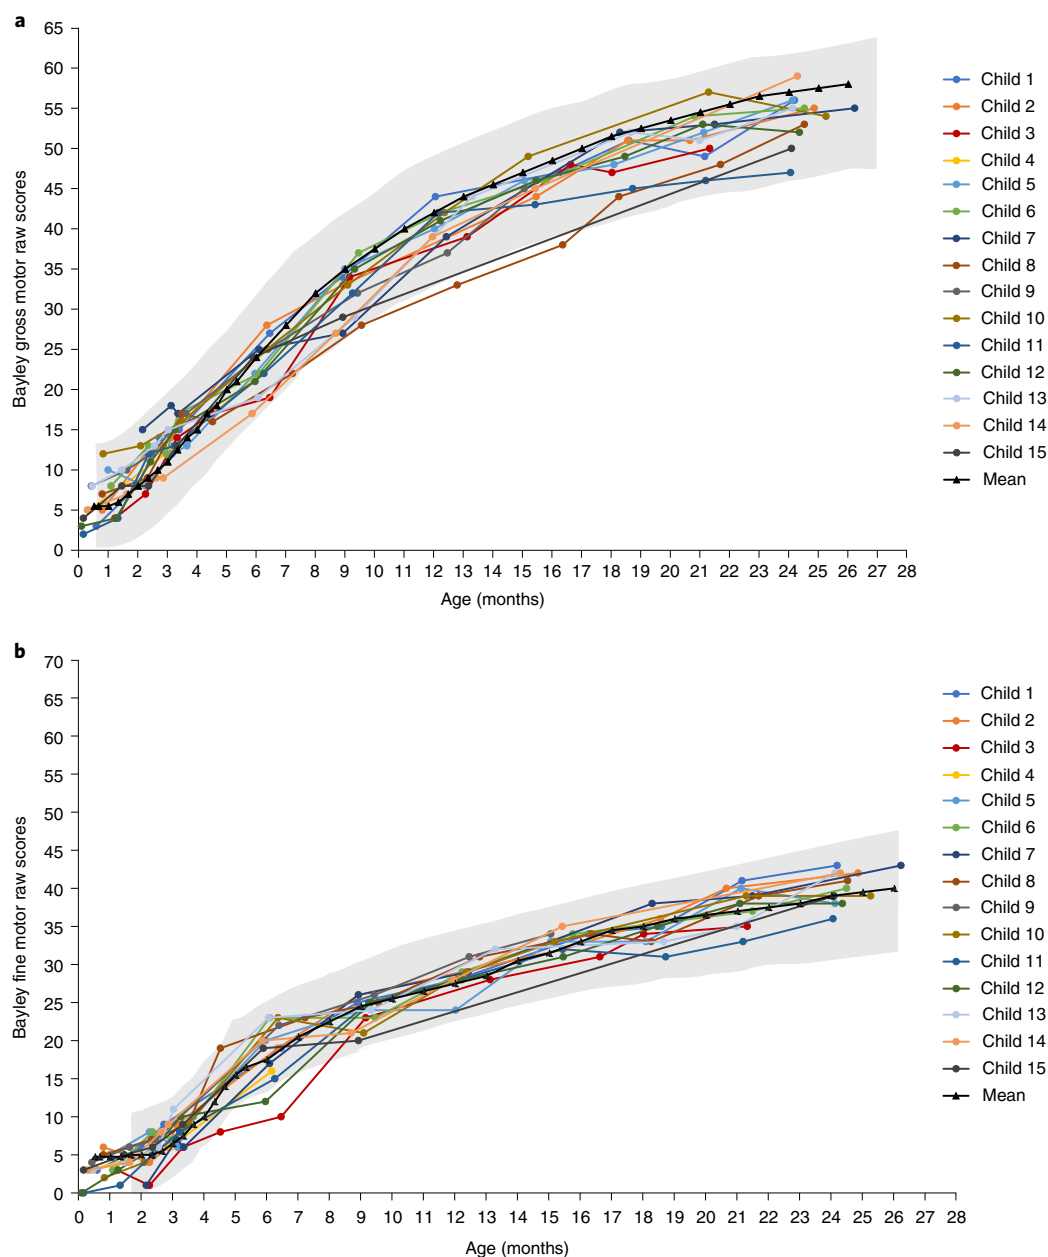 a
Bayley gross motor raw scores
65
60
55
50
45
40
35
30
25
20
15
10
5
0
0 1 2 3 4 5 6 7 8 9 10 11 12 13 14 15 16 17 18 19 20 21 22 23 24 25 26 27 28
Age (months)
Child 1
Child 2
Child 3
Child 4
Child 5
Child 6
Child 7
Child 8
Child 9
Child 10
Child 11
Child 12
Child 13
Child 14
Child 15
Mean
b
Bayley fine motor raw scores
70
65
60
55
50
45
40
35
30
25
20
15
10
5
0
0 1 2 3 4 5 6 7 8 9 10 11 12 13 14 15 16 17 18 19 20 21 22 23 24 25 26 27 28
Age (months)
Child 1
Child 2
Child 3
Child 4
Child 5
Child 6
Child 7
Child 8
Child 9
Child 10
Child 11
Child 12
Child 13
Child 14
Child 15
Mean